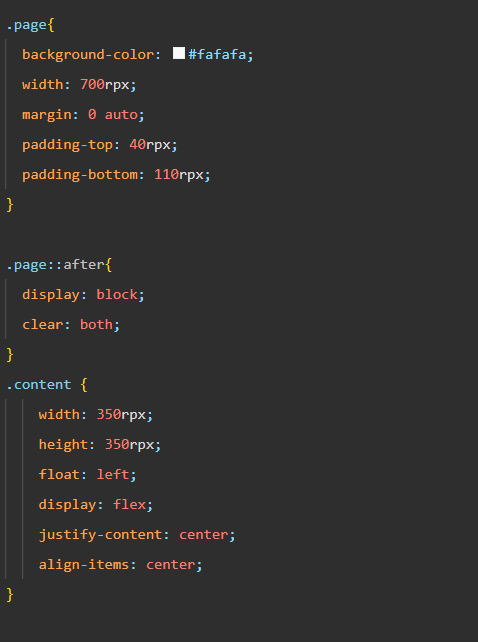 .page{
  background-color: #fafafa;
  width: 700rpx;
  margin: 0 auto;
  padding-top: 40rpx;
  padding-bottom: 110rpx;
}

.page::after{
  display: block;
  clear: both;
}
.content {
    width: 350rpx;
    height: 350rpx;
    float: left;
    display: flex;
    justify-content: center;
    align-items: center;
}